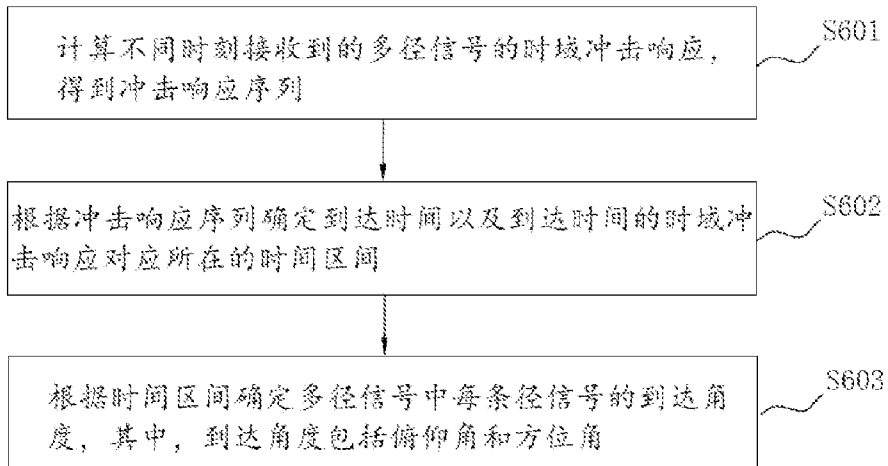 计算不同时刻接收到的多径信号的时域冲击响应,
得到冲击响应序列
S601
根据冲击响应序列确定到达时间以及到达时间的时域冲
击响应对应所在的时间区间
S602
根据时间区间确定多径信号中每条径信号的到达角
度, 其中, 到达角度包括俯仰角和方位角
S603